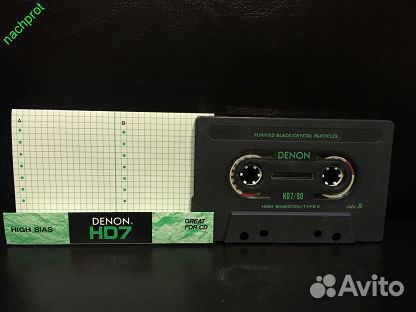 nachprot
A
B
PURIFIED BLACK/CRYSTAL PARTICLES
DENON
HD7/90
HIGH BIAS/CrO2/TYPE II
side B
HIGH BIAS
DENON
HD7
GREAT
FOR CD
Avito